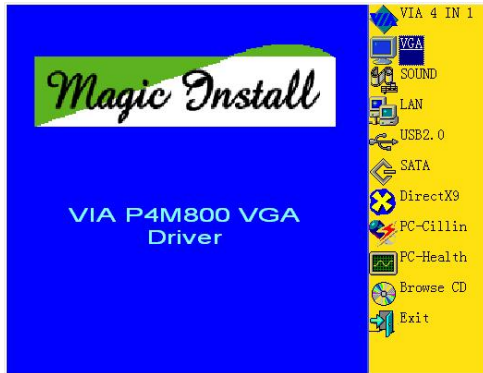 Magic Install
VIA P4M800 VGA
Driver
VIA 4 IN 1
VGA
SOUND
LAN
USB2.0
SATA
DirectX9
PC-Cillin
PC-Health
Browse CD
Exit